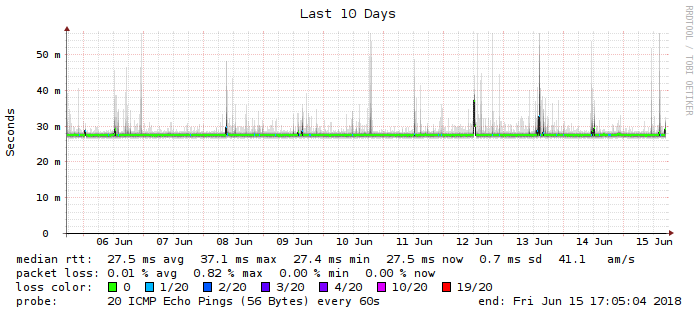 Last 10 Days
RRDTOOL / TOBI OETIKER
Seconds
50 m
40 m
30 m
20 m
10 m
0
06 Jun 07 Jun 08 Jun 09 Jun 10 Jun 11 Jun 12 Jun 13 Jun 14 Jun 15 Jun
median rtt: 27.5 ms avg 37.1 ms max 27.4 ms min 27.5 ms now 0.7 ms sd 41.1 am/s
packet loss: 0.01 % avg 0.82 % max 0.00 % min 0.00 % now
loss color: 0 1/20 2/20 3/20 4/20 10/20 19/20
probe: 20 ICMP Echo Pings (56 Bytes) every 60s end: Fri Jun 15 17:05:04 2018